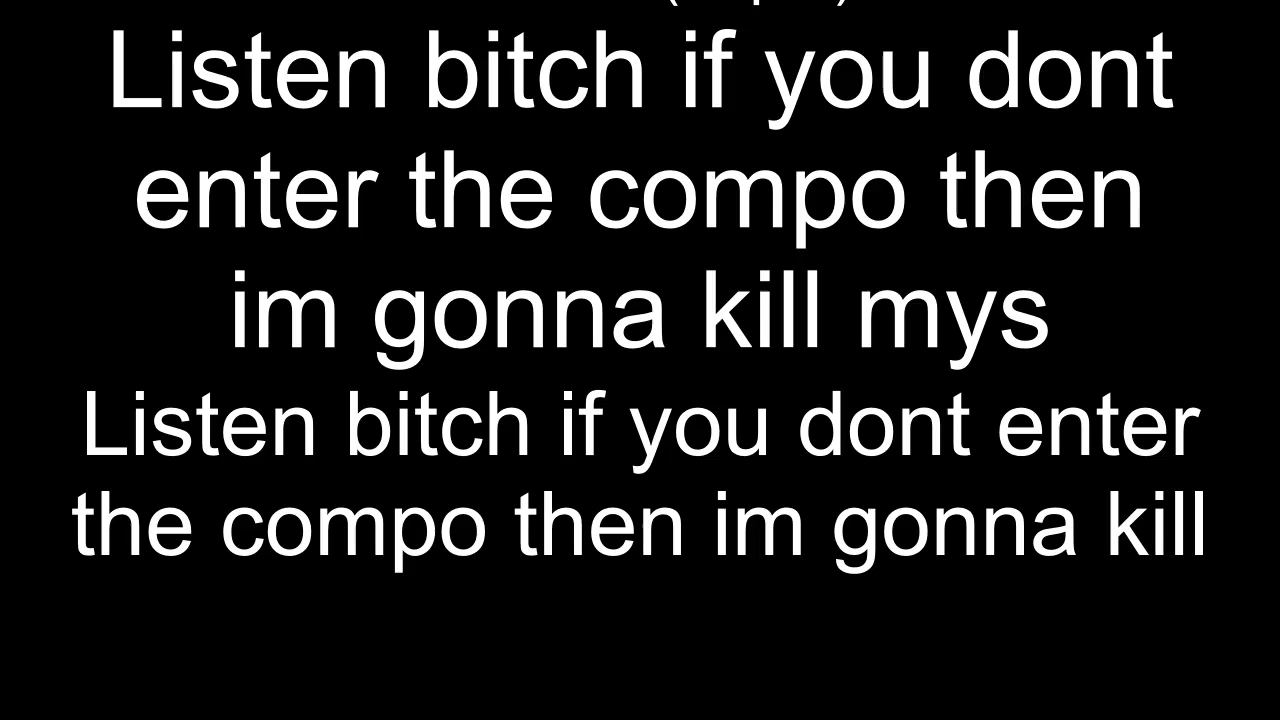 Listen bitch if you dont
enter the compo then
im gonna kill mys
Listen bitch if you dont enter
the compo then im gonna kill